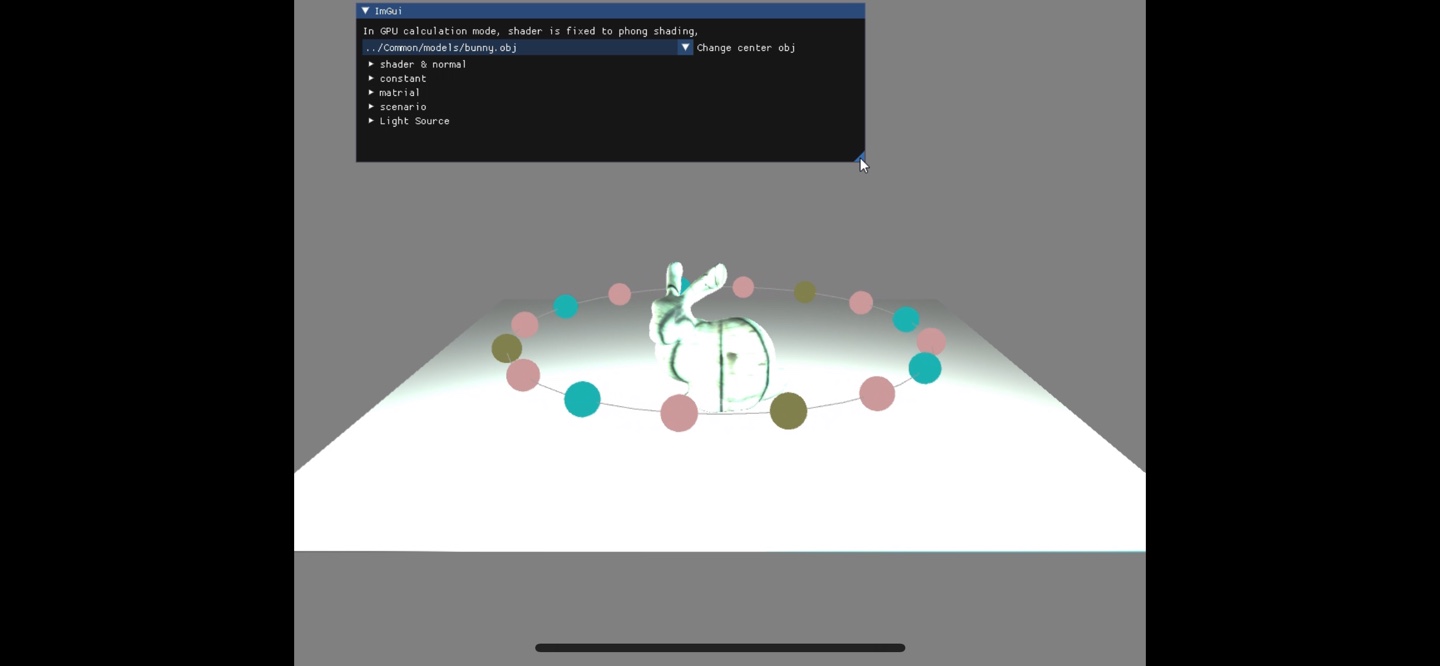 ImGui
In GPU calculation mode, shader is fixed to phong shading,
../Common/models/bunny.obj Change center obj
shader & normal
constant
matrial
scenario
Light Source